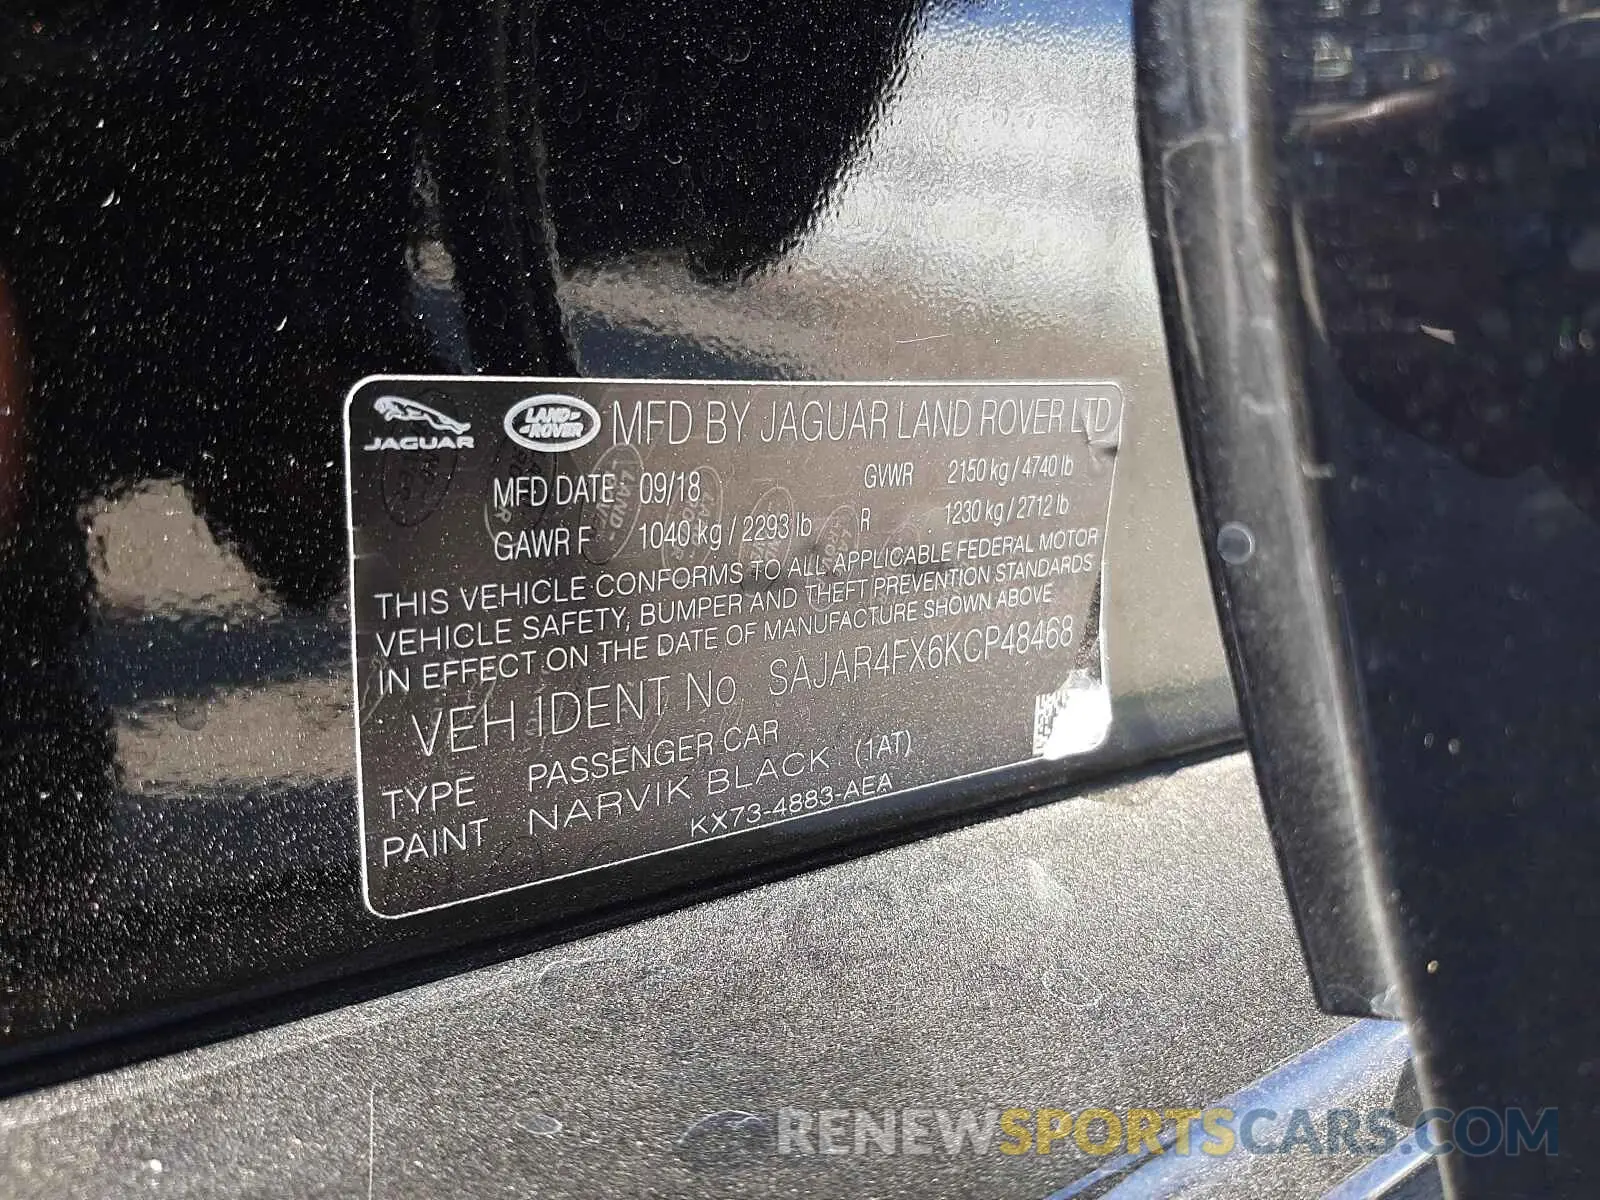 JAGUAR LAND ROVER MFD BY JAGUAR LAND ROVER LTD
MFD DATE 09/18 GVWR 2150 kg / 4740 lb
GAWR F 1040 kg / 2293 lb R 1230 kg / 2712 lb
THIS VEHICLE CONFORMS TO ALL APPLICABLE FEDERAL MOTOR
VEHICLE SAFETY, BUMPER AND THEFT PREVENTION STANDARDS
IN EFFECT ON THE DATE OF MANUFACTURE SHOWN ABOVE
VEH IDENT No SAJAR4FX6KCP48468
TYPE PASSENGER CAR
PAINT NARVIK BLACK (1AT)
KX73-4883-AEA
RENEWSPORTSCARS.COM